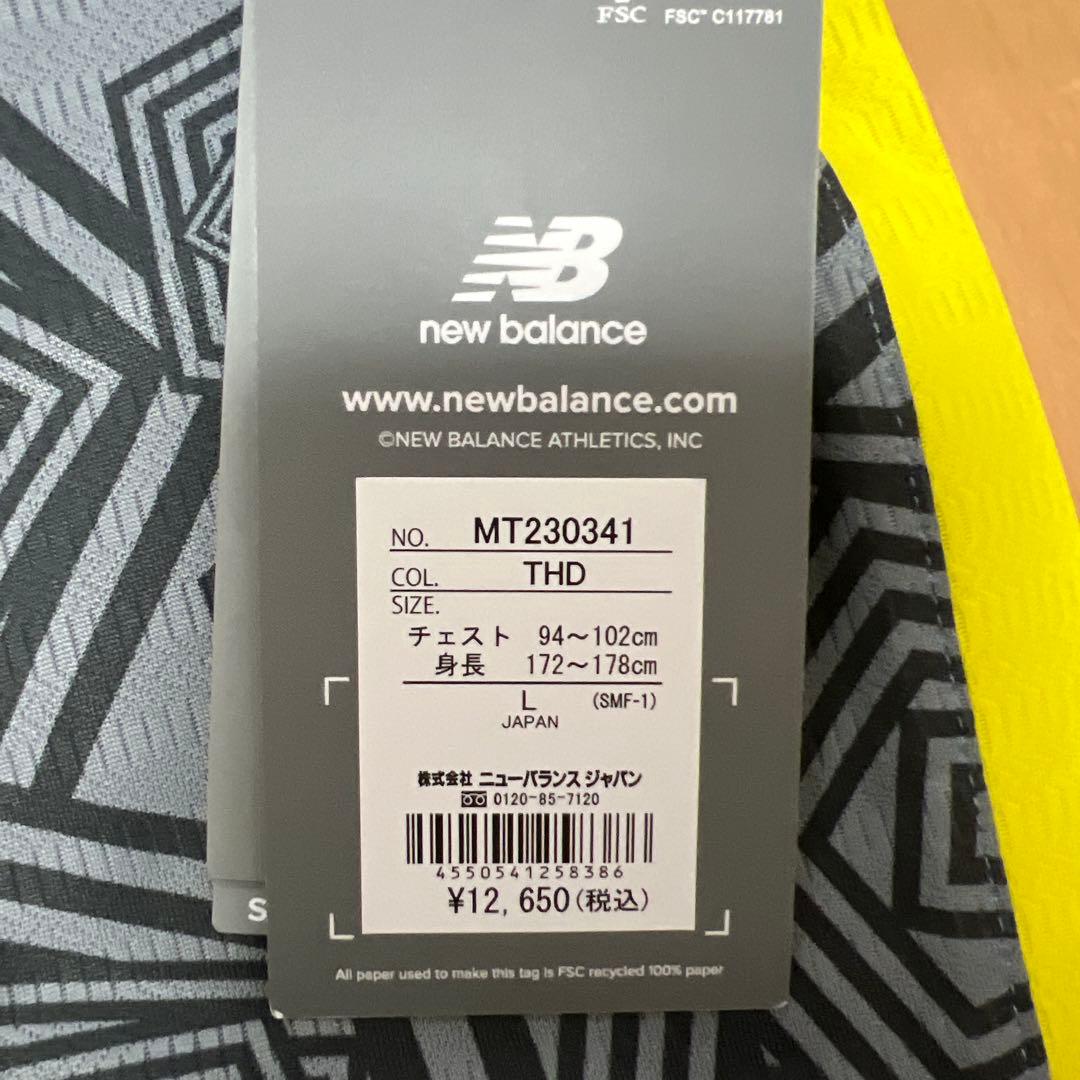 FSC FSC™ C117781
NB
new balance
www.newbalance.com
©NEW BALANCE ATHLETICS, INC
NO. MT230341
COL. THD
SIZE.
チェスト 94～102cm
身長 172～178cm
L (SMF-1)
JAPAN
株式会社 ニューバランス ジャパン
0120-85-7120
4550541258386
¥12,650(税込)
S
All paper used to make this tag is FSC recycled 100% paper